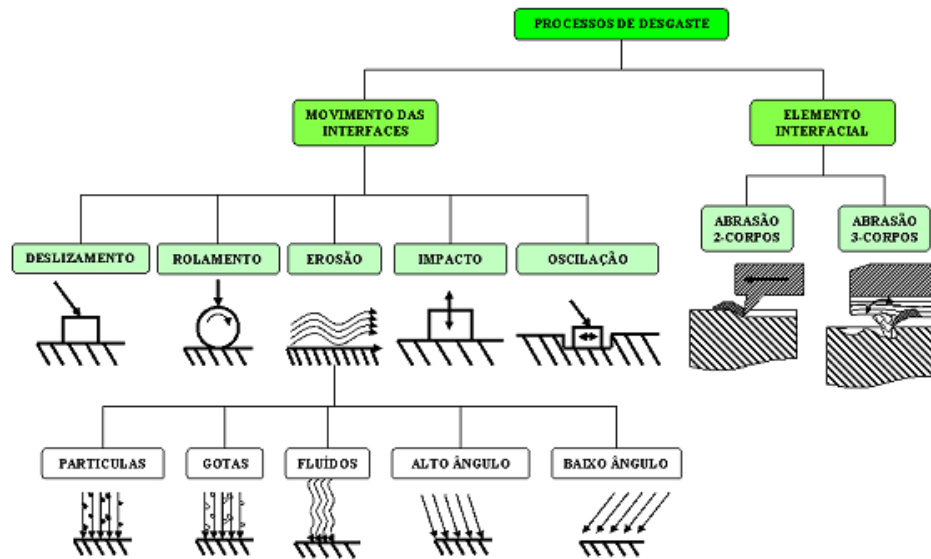 PROCESSOS DE DESGASTE
MOVIMENTO DAS
INTERFACES
ELEMENTO
INTERFACIAL
DESLIZAMENTO
ROLAMENTO
EROSÃO
IMPACTO
OSCILAÇÃO
ABRASÃO
2-CORPOS
ABRASÃO
3-CORPOS
PARTICULAS
GOTAS
FLUÍDOS
ALTO ÂNGULO
BAIXO ÂNGULO